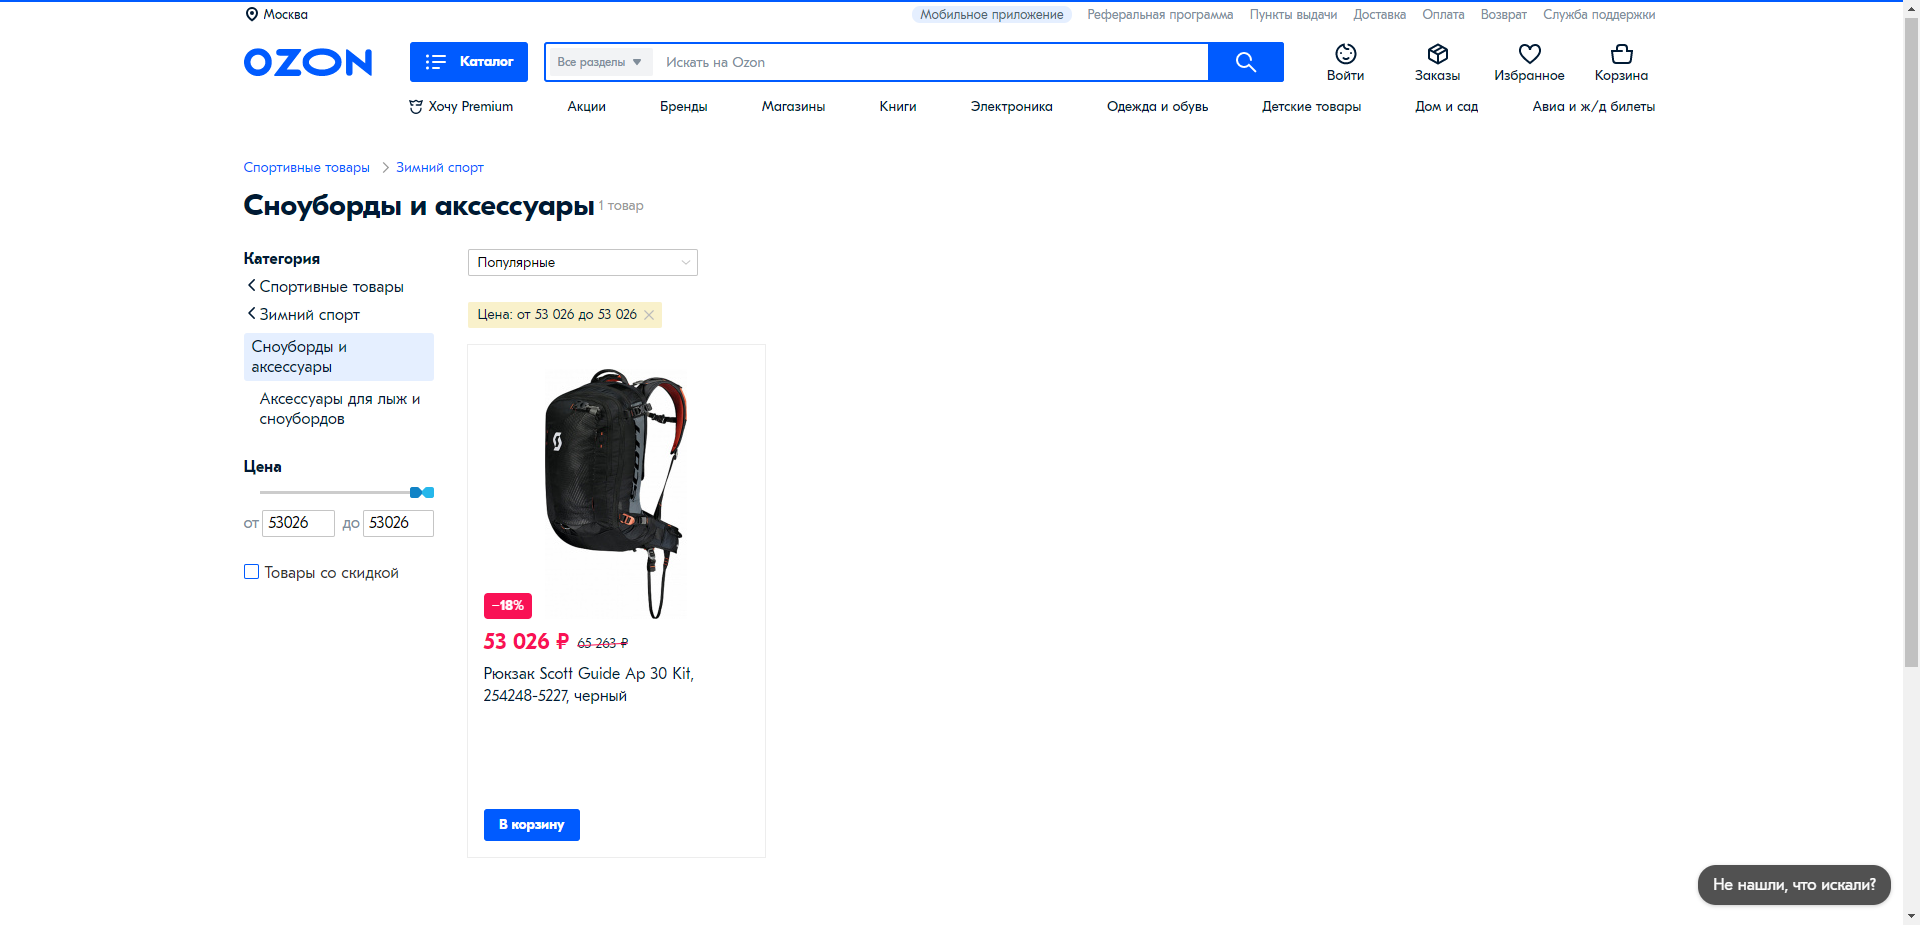 Москва
Мобильное приложение
Реферальная программа
Пункты выдачи
Доставка
Оплата
Возврат
Служба поддержки
OZON
Каталог
Все разделы
Искать на Ozon
Войти
Заказы
Избранное
Корзина
Хочу Premium
Акции
Бренды
Магазины
Книги
Электроника
Одежда и обувь
Детские товары
Дом и сад
Авиа и ж/д билеты
Спортивные товары
Зимний спорт
Сноуборды и аксессуары 1 товар
Категория
Спортивные товары
Зимний спорт
Сноуборды и
аксессуары
Аксессуары для лыж и
сноубордов
Цена
от 53026 до 53026
Товары со скидкой
Популярные
Цена: от 53 026 до 53 026
−18%
53 026 ₽ 65 263 ₽
Рюкзак Scott Guide Ap 30 Kit,
254248-5227, черный
В корзину
Не нашли, что искали?